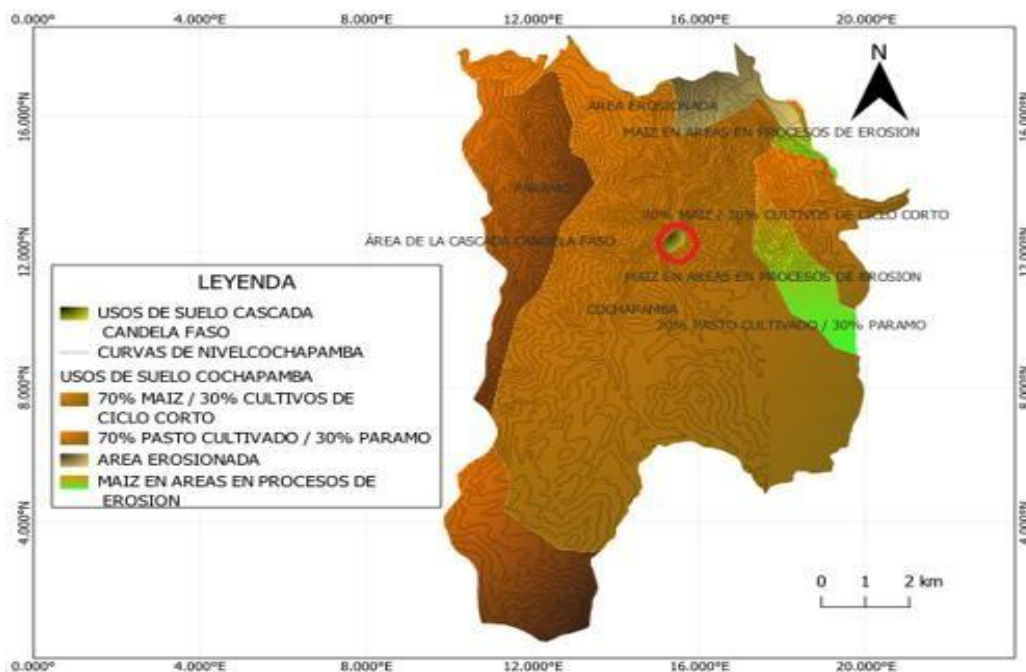 0.000°E 4.000°E 8.000°E 12.000°E 16.000°E 20.000°E
N
16.000°N
16.000°N
AREA EROSIONADA
MAIZ EN AREAS EN PROCESOS DE EROSION
PARAMO
70% MAIZ / 30% CULTIVOS DE CICLO CORTO
ÁREA DE LA CASCADA CANDELA FASO
12.000°N
12.000°N
MAIZ EN AREAS EN PROCESOS DE EROSION
COCHAPAMBA
70% PASTO CULTIVADO / 30% PARAMO
LEYENDA
USOS DE SUELO CASCADA
CANDELA FASO
CURVAS DE NIVELCOCHAPAMBA
USOS DE SUELO COCHAPAMBA
70% MAIZ / 30% CULTIVOS DE
CICLO CORTO
70% PASTO CULTIVADO / 30% PARAMO
AREA EROSIONADA
MAIZ EN AREAS EN PROCESOS DE
EROSION
8.000°N
8.000°N
4.000°N
4.000°N
0 1 2 km
0.000°E 4.000°E 8.000°E 12.000°E 16.000°E 20.000°E